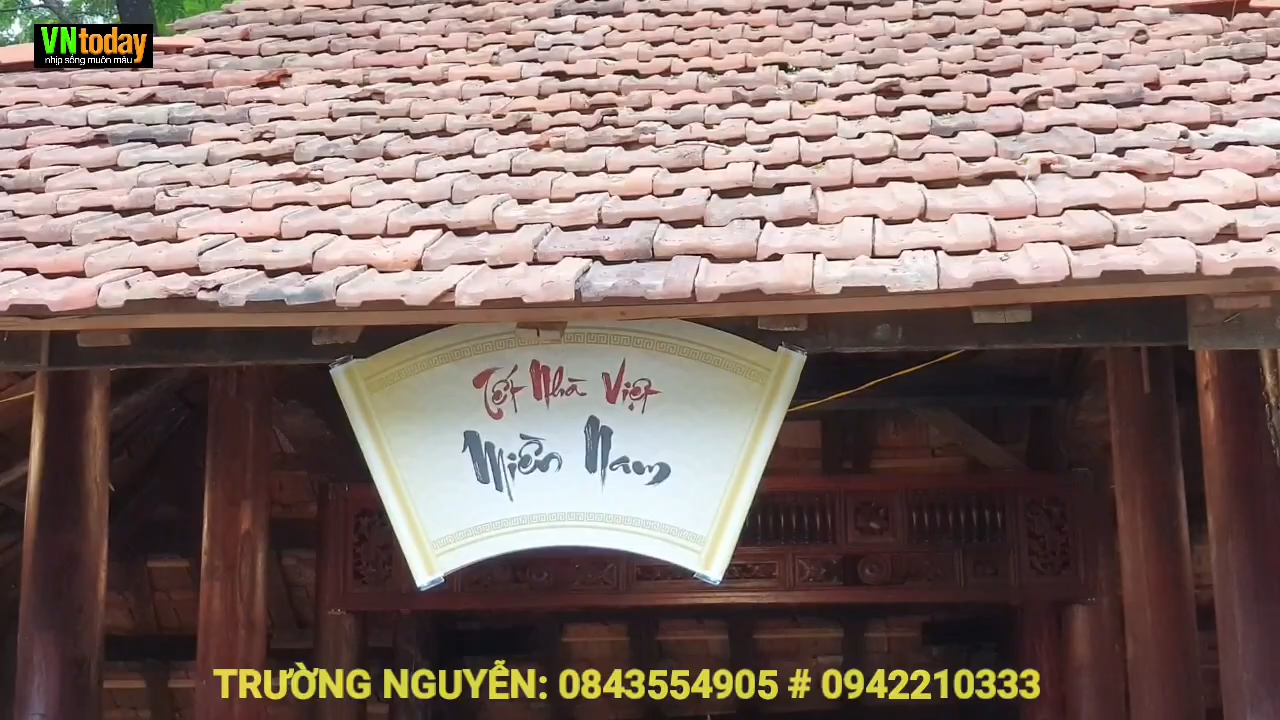 VNtoday
nhịp sống muôn màu
Tết Nhà Việt
Miền Nam
TRƯỜNG NGUYỄN: 0843554905 # 0942210333